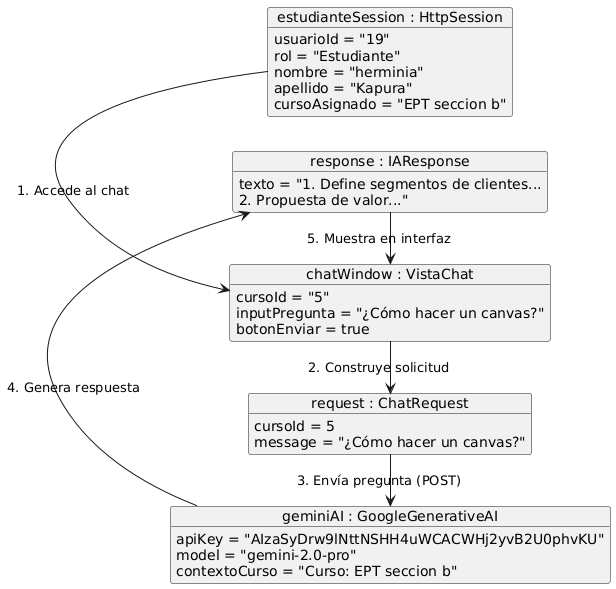 estudianteSession : HttpSession
usuarioId = "19"
rol = "Estudiante"
nombre = "herminia"
apellido = "Kapura"
cursoAsignado = "EPT seccion b"
response : IAResponse
texto = "1. Define segmentos de clientes...
2. Propuesta de valor..."
1. Accede al chat
5. Muestra en interfaz
chatWindow : VistaChat
cursoId = "5"
inputPregunta = "¿Cómo hacer un canvas?"
botonEnviar = true
2. Construye solicitud
4. Genera respuesta
request : ChatRequest
cursoId = 5
message = "¿Cómo hacer un canvas?"
3. Envía pregunta (POST)
geminiAI : GoogleGenerativeAI
apiKey = "AIzaSyDrw9lNttNSHH4uWCACWHj2yvB2U0phvKU"
model = "gemini-2.0-pro"
contextoCurso = "Curso: EPT seccion b"